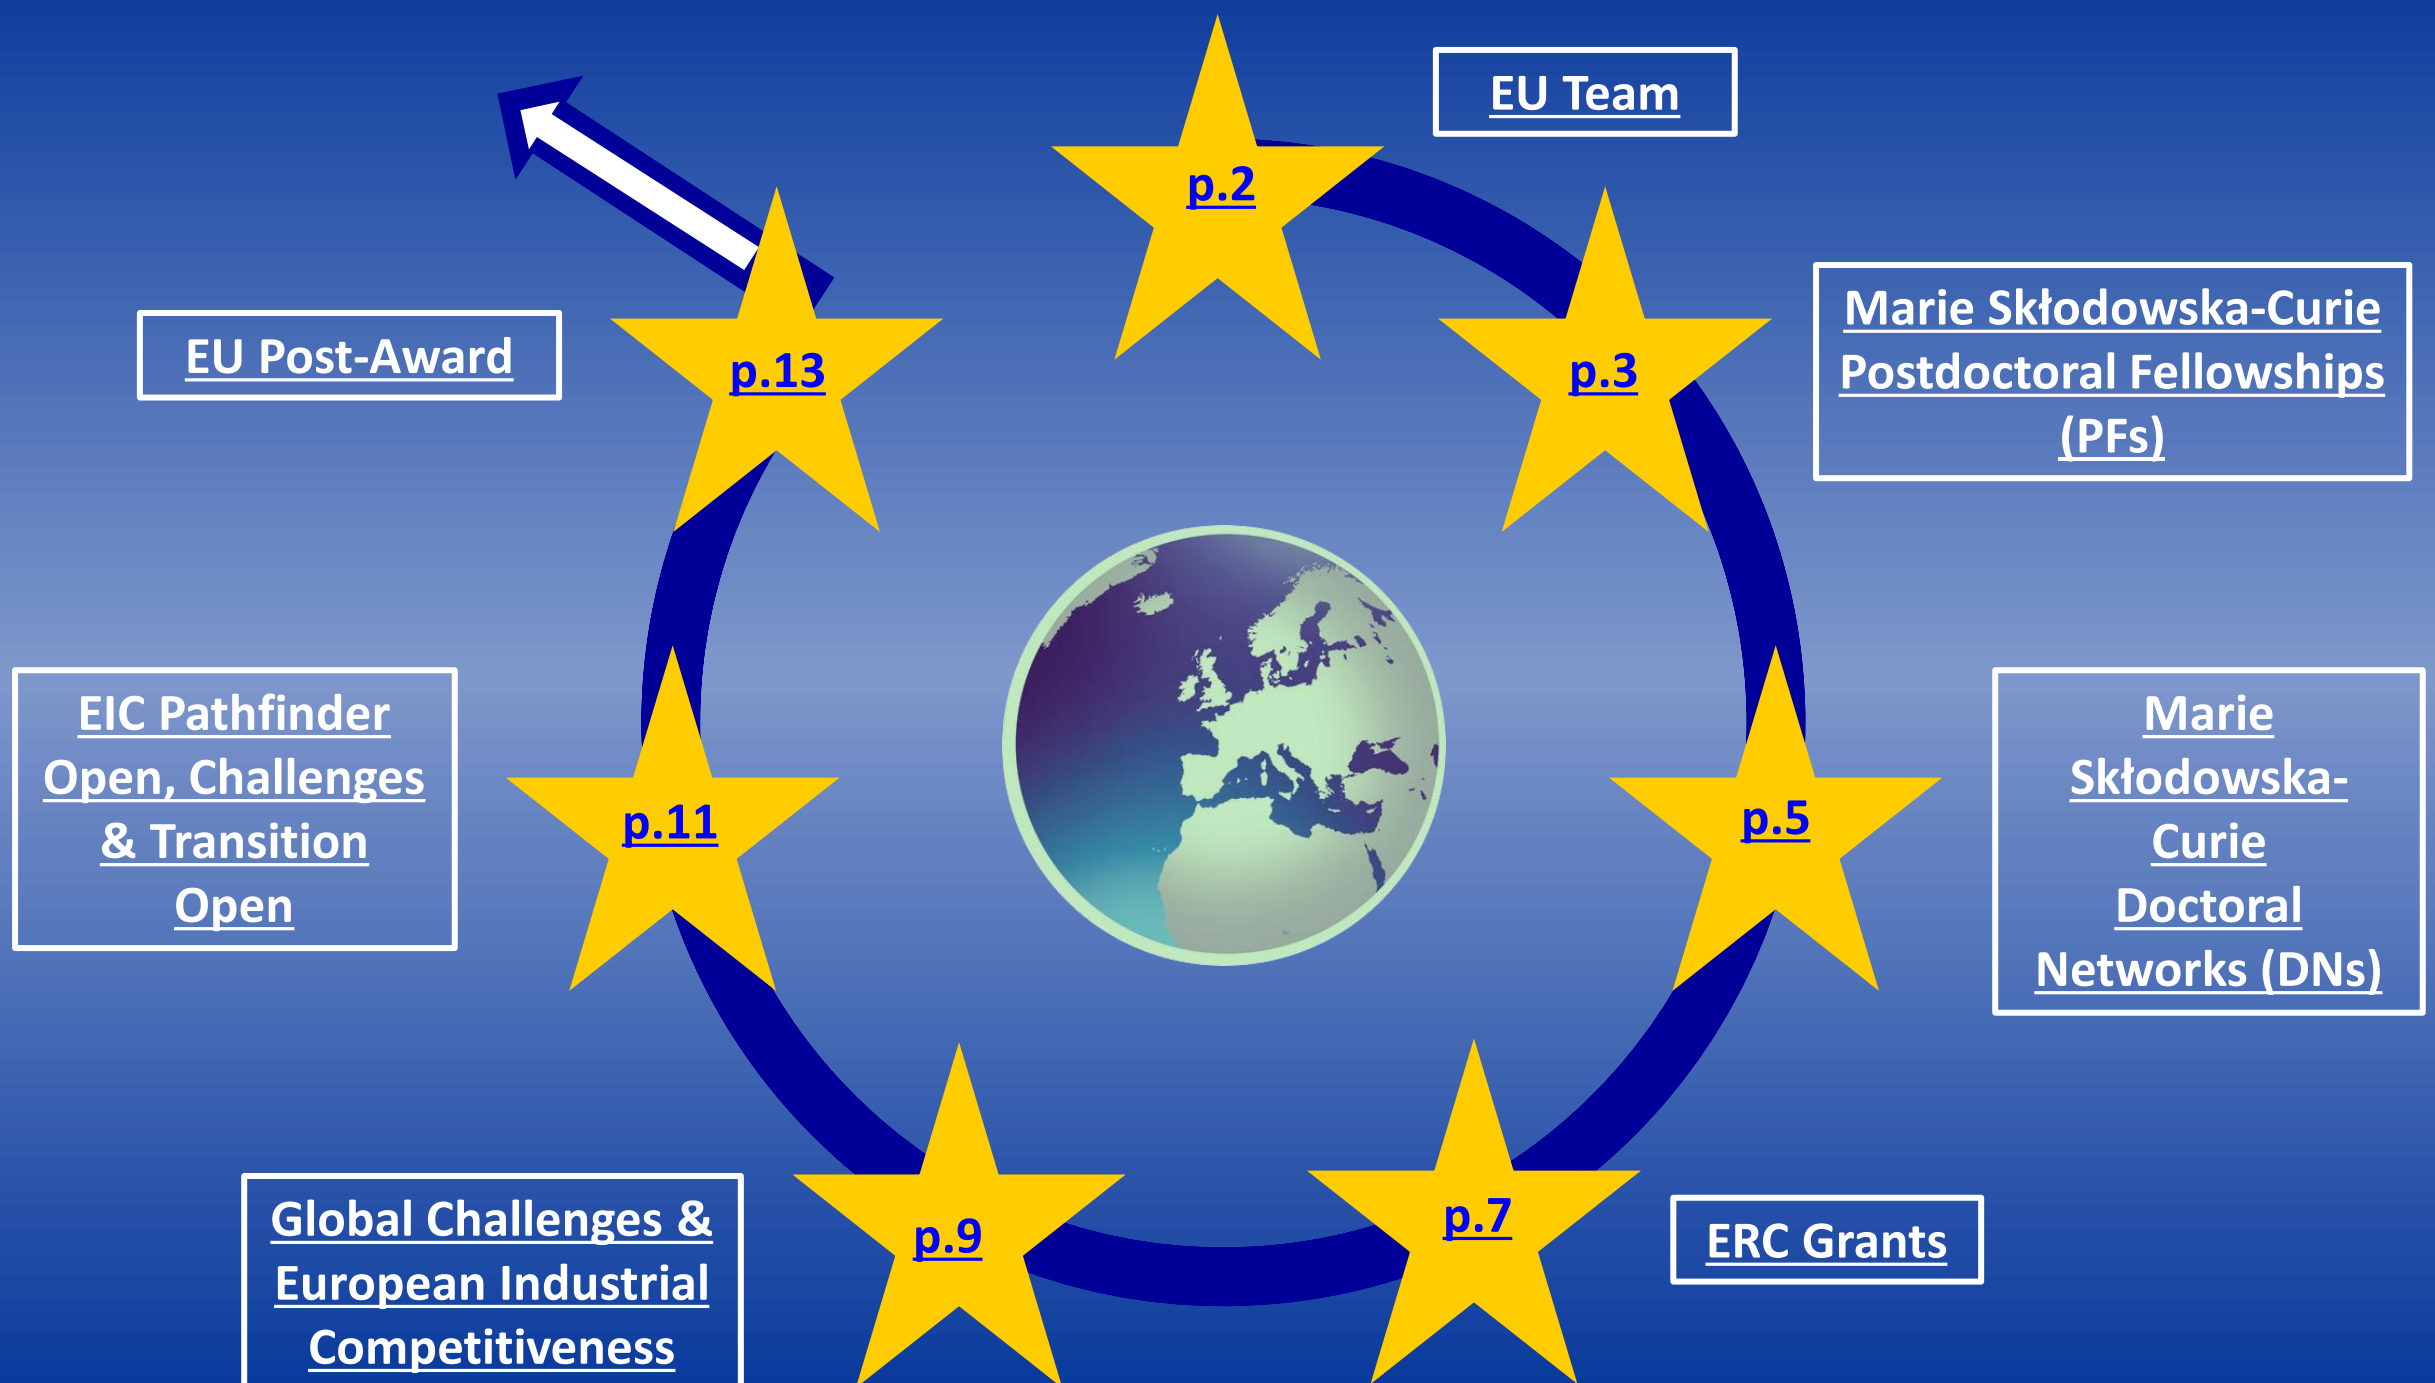 p.2
EU Team
p.3
Marie Skłodowska-Curie
Postdoctoral Fellowships
(PFs)
p.5
Marie
Skłodowska-
Curie
Doctoral
Networks (DNs)
p.7
ERC Grants
p.9
Global Challenges &
European Industrial
Competitiveness
p.11
EIC Pathfinder
Open, Challenges
& Transition
Open
p.13
EU Post-Award